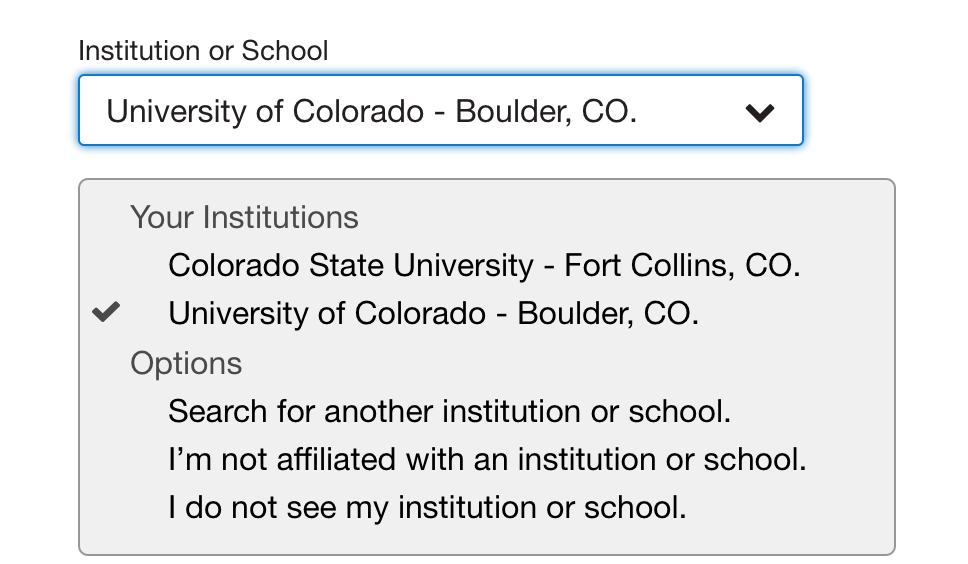 Institution or School
University of Colorado - Boulder, CO.
Your Institutions
Colorado State University - Fort Collins, CO.
University of Colorado - Boulder, CO.
Options
Search for another institution or school.
I’m not affiliated with an institution or school.
I do not see my institution or school.